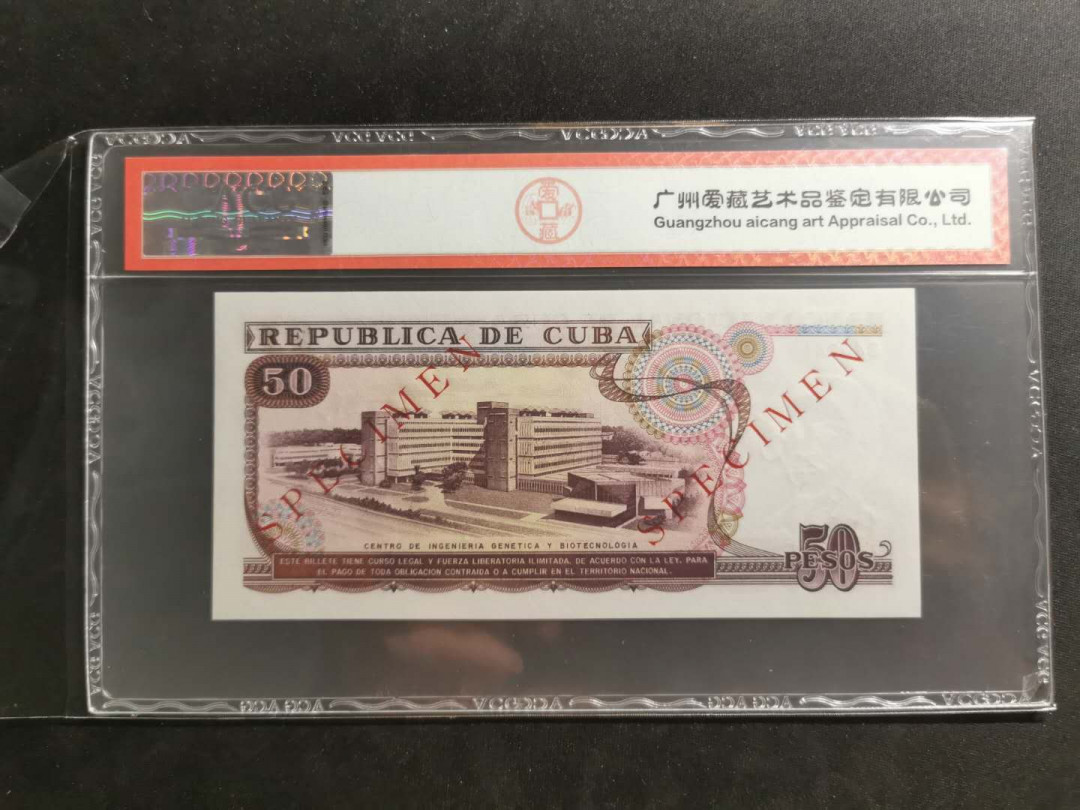 广州爱藏艺术品鉴定有限公司
Guangzhou aicang art Appraisal Co., Ltd.
爱
藏
REPUBLICA DE CUBA
50
SPECIMEN
SPECIMEN
CENTRO DE INGENIERIA GENETICA Y BIOTECNOLOGIA
ESTE BILLETE TIENE CURSO LEGAL Y FUERZA LIBERATORIA ILIMITADA, DE ACUERDO CON LA LEY, PARA
EL PAGO DE TODA OBLIGACION CONTRAIDA O A CUMPLIR EN EL TERRITORIO NACIONAL.
50
PESOS